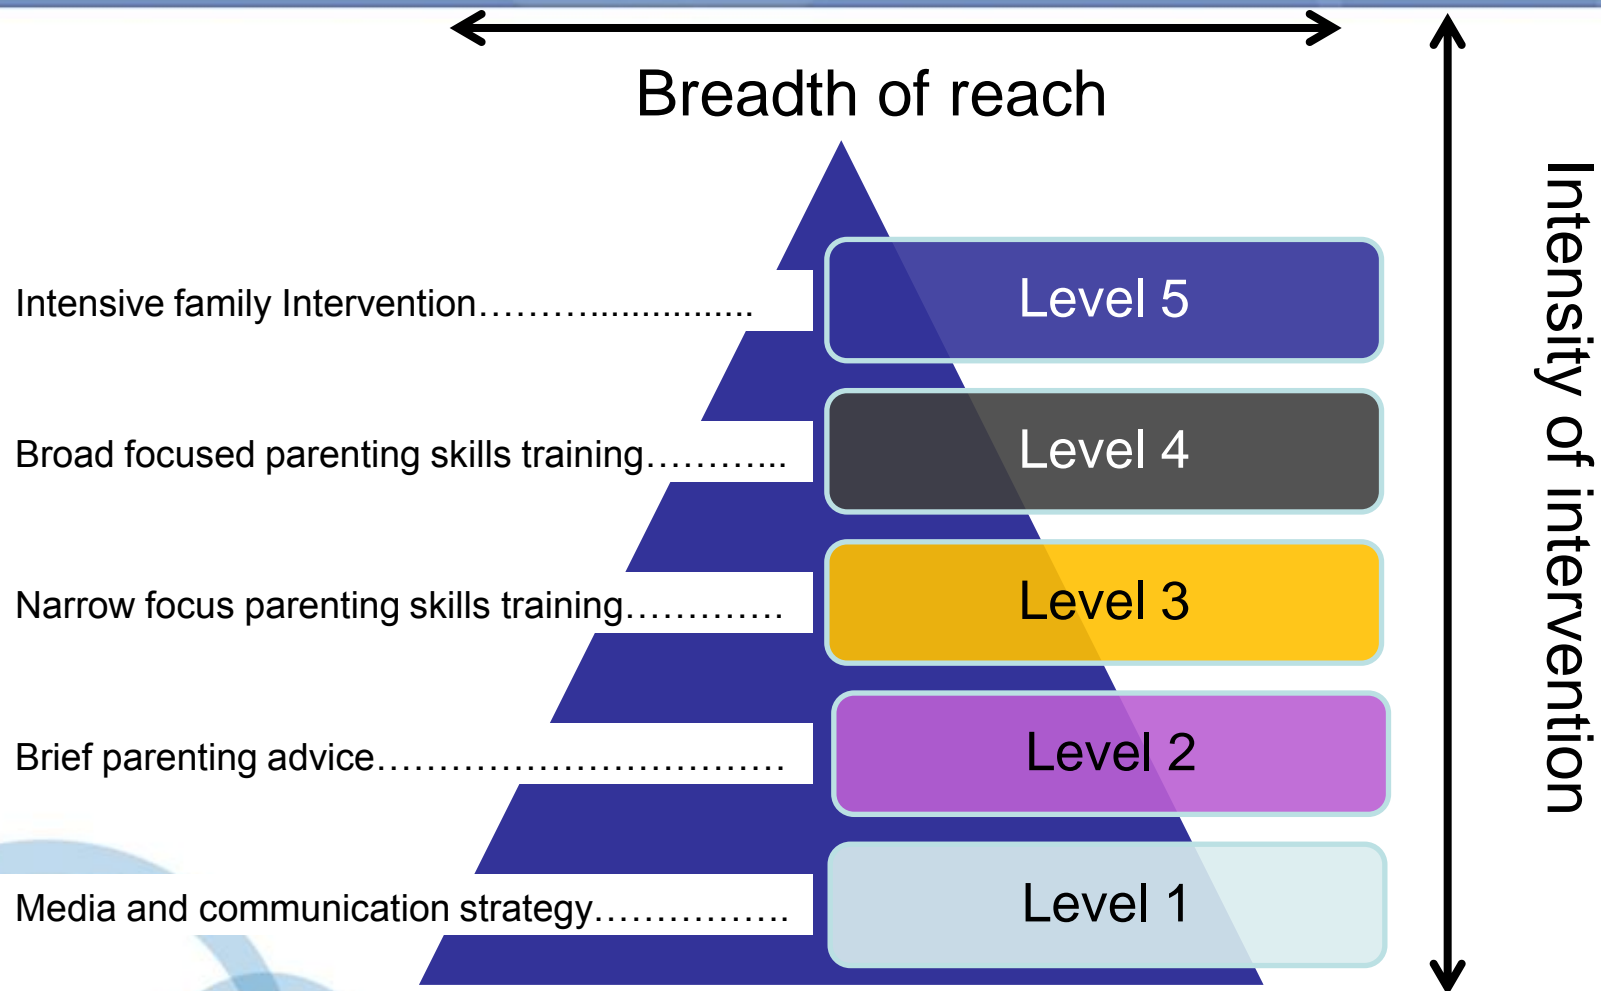 Breadth of reach
Intensity of intervention
Intensive family Intervention………................
Level 5
Broad focused parenting skills training………...
Level 4
Narrow focus parenting skills training………….
Level 3
Brief parenting advice……………………………
Level 2
Media and communication strategy…………….
Level 1